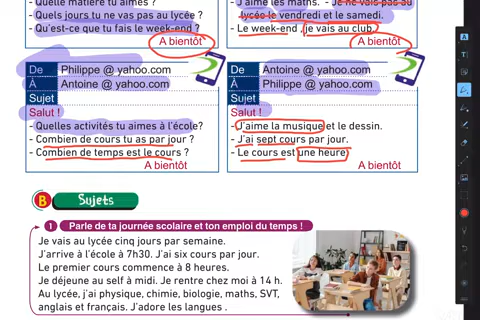 - Quelle matière tu aimes ?
- Quels jours tu ne vas pas au lycée ?
- Qu'est-ce que tu fais le week-end ?
A bientôt
- J'aime les maths. - Je ne vais pas au
lycée le vendredi et le samedi.
- Le week-end , je vais au club.
A bientôt
De Philippe @ yahoo.com
À Antoine @ yahoo.com
Sujet
Salut !
- Quelles activités tu aimes à l'école?
- Combien de cours tu as par jour ?
- Combien de temps est le cours ?
A bientôt
De Antoine @ yahoo.com
À Philippe @ yahoo.com
Sujet
Salut !
- J'aime la musique et le dessin.
- J'ai sept cours par jour.
- Le cours est une heure
A bientôt
B Sujets
1 Parle de ta journée scolaire et ton emploi du temps !
Je vais au lycée cinq jours par semaine.
J'arrive à l'école à 7h30. J'ai six cours par jour.
Le premier cours commence à 8 heures.
Je déjeune au self à midi. Je rentre chez moi à 14 h.
Au lycée, j'ai physique, chimie, biologie, maths, SVT,
anglais et français. J'adore les langues .